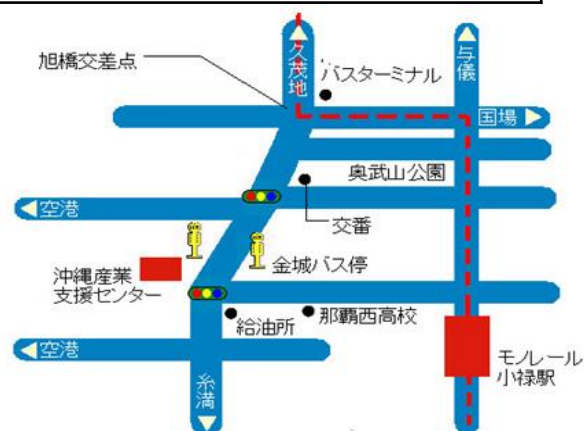 久茂地
与儀
旭橋交差点
バスターミナル
国場
奥武山公園
空港
交番
金城バス停
沖縄産業
支援センター
給油所
那覇西高校
空港
モノレール
小禄駅
糸満